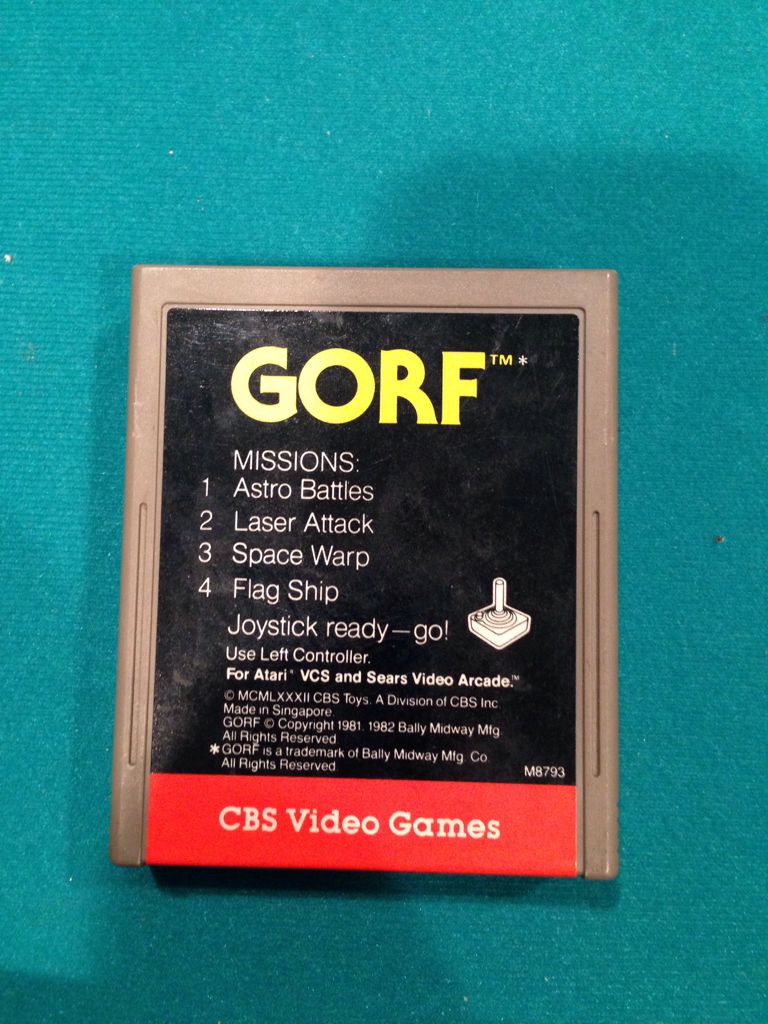 GORF™*
MISSIONS:
1 Astro Battles
2 Laser Attack
3 Space Warp
4 Flag Ship
Joystick ready—go!
Use Left Controller.
For Atari® VCS and Sears Video Arcade.™
© MCMLXXXII CBS Toys. A Division of CBS Inc.
Made in Singapore.
GORF © Copyright 1981, 1982 Bally Midway Mfg.
All Rights Reserved
*GORF is a trademark of Bally Midway Mfg. Co.
All Rights Reserved.
M8793
CBS Video Games